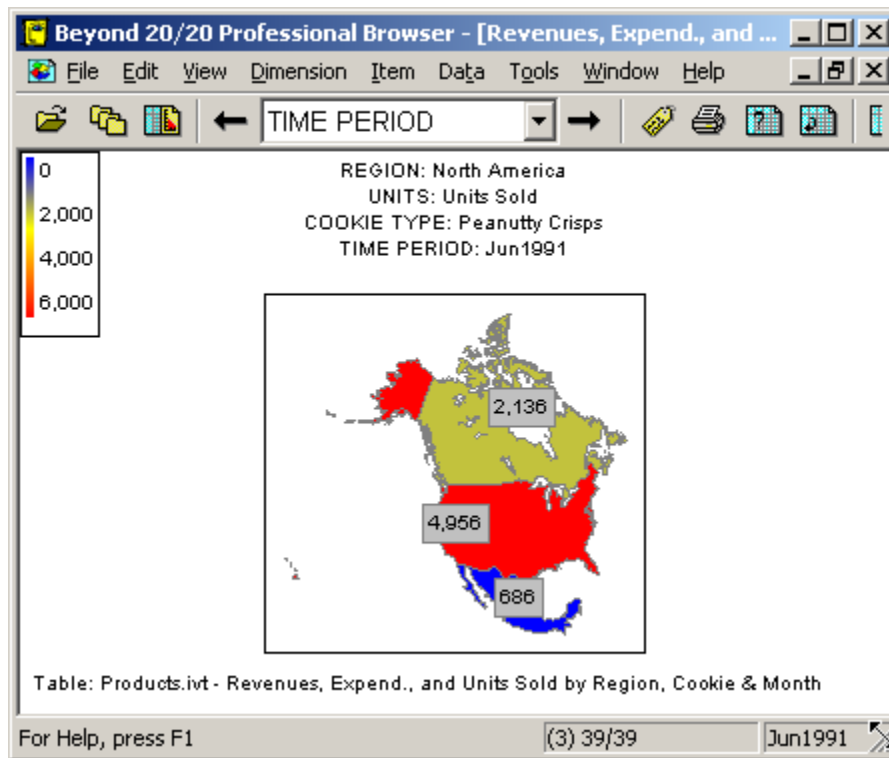 Beyond 20/20 Professional Browser - [Revenues, Expend., and ...
File Edit View Dimension Item Data Tools Window Help
TIME PERIOD
0
2,000
4,000
6,000
REGION: North America
UNITS: Units Sold
COOKIE TYPE: Peanutty Crisps
TIME PERIOD: Jun1991
2,136
4,956
686
Table: Products.ivt - Revenues, Expend., and Units Sold by Region, Cookie & Month
For Help, press F1 (3) 39/39 Jun1991